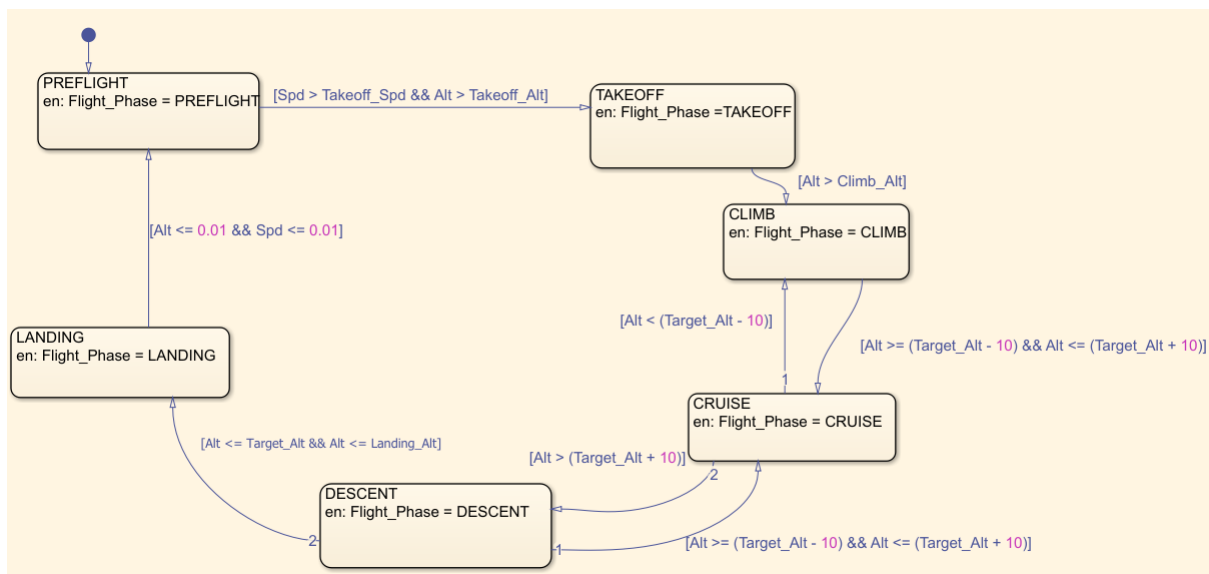 PREFLIGHT
en: Flight_Phase = PREFLIGHT
[Spd > Takeoff_Spd && Alt > Takeoff_Alt]
TAKEOFF
en: Flight_Phase =TAKEOFF
[Alt > Climb_Alt]
CLIMB
en: Flight_Phase = CLIMB
[Alt <= 0.01 && Spd <= 0.01]
[Alt < (Target_Alt - 10)]
LANDING
en: Flight_Phase = LANDING
[Alt >= (Target_Alt - 10) && Alt <= (Target_Alt + 10)]
1
CRUISE
en: Flight_Phase = CRUISE
[Alt <= Target_Alt && Alt <= Landing_Alt]
[Alt > (Target_Alt + 10)]
2
DESCENT
en: Flight_Phase = DESCENT
2
1
[Alt >= (Target_Alt - 10) && Alt <= (Target_Alt + 10)]